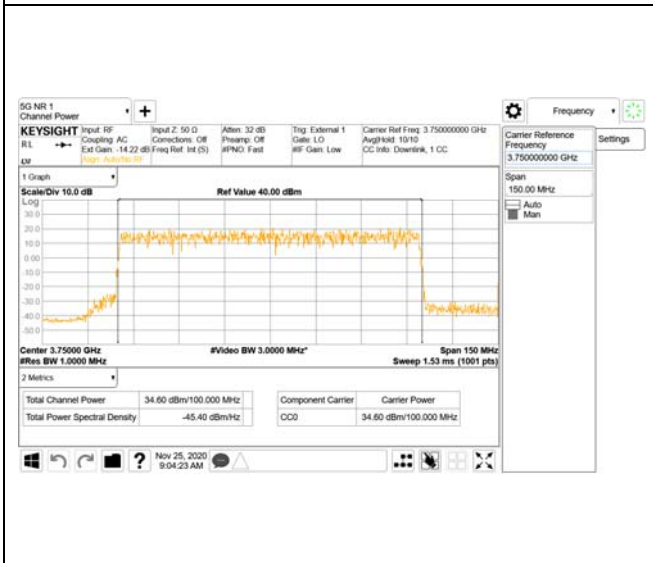 5G NR 1
Channel Power
Frequency
KEYSIGHT
R L
LXI
Input: RF
Coupling: AC
Ext Gain: -14.22 dB
Align: Auto/No RF
Input Z: 50 Ω
Corrections: Off
Freq Ref: Int (S)
Atten: 32 dB
Preamp: Off
#PNO: Fast
Trig: External 1
Gate: LO
#IF Gain: Low
Carrier Ref Freq: 3.750000000 GHz
Avg|Hold: 10/10
CC Info: Downlink, 1 CC
Carrier Reference
Frequency
3.750000000 GHz
Settings
Span
150.00 MHz
Auto
Man
1 Graph
Scale/Div 10.0 dB
Ref Value 40.00 dBm
Log
30.0
20.0
10.0
0.00
-10.0
-20.0
-30.0
-40.0
-50.0
Center 3.75000 GHz
#Video BW 3.0000 MHz*
Span 150 MHz
#Res BW 1.0000 MHz
Sweep 1.53 ms (1001 pts)
2 Metrics
Total Channel Power 34.60 dBm/100.000 MHz
Total Power Spectral Density -45.40 dBm/Hz
Component Carrier Carrier Power
CC0 34.60 dBm/100.000 MHz
?
Nov 25, 2020
9:04:23 AM